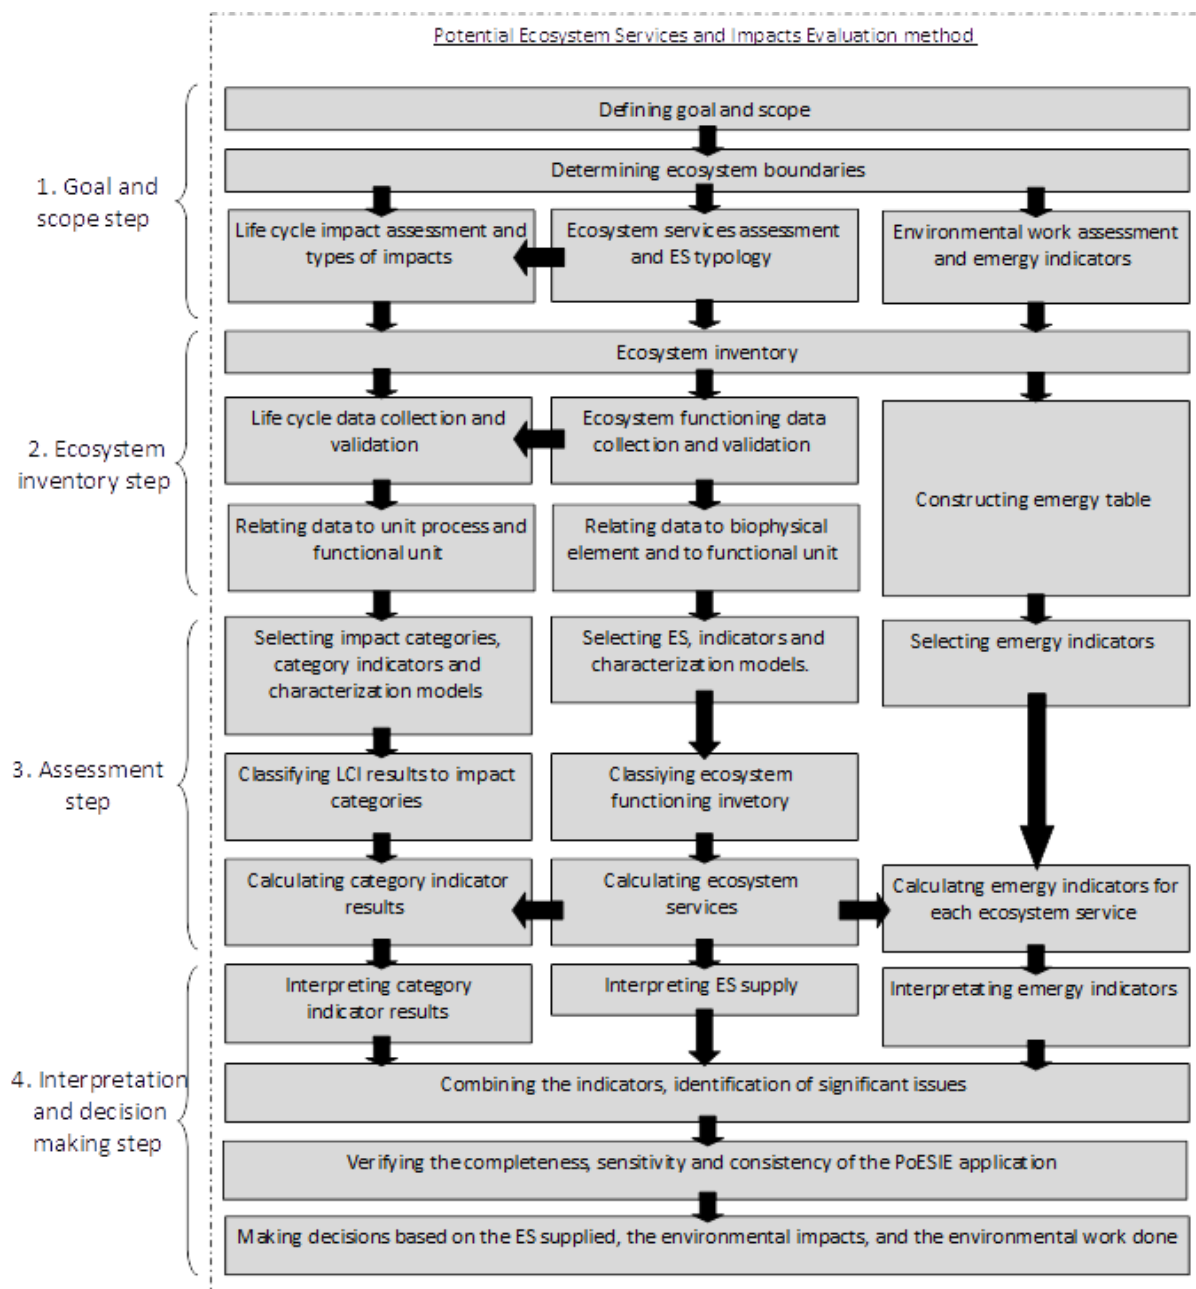 Potential Ecosystem Services and Impacts Evaluation method
1. Goal and
scope step
Defining goal and scope
Determining ecosystem boundaries
Life cycle impact assessment and
types of impacts
Ecosystem services assessment
and ES typology
Environmental work assessment
and emergy indicators
2. Ecosystem
inventory step
Ecosystem inventory
Life cycle data collection and
validation
Ecosystem functioning data
collection and validation
Constructing emergy table
Relating data to unit process and
functional unit
Relating data to biophysical
element and to functional unit
3. Assessment
step
Selecting impact categories,
category indicators and
characterization models
Selecting ES, indicators and
characterization models.
Selecting emergy indicators
Classifying LCI results to impact
categories
Classiying ecosystem
functioning invetory
Calculating category indicator
results
Calculating ecosystem
services
Calculatng emergy indicators for
each ecosystem service
4. Interpretation
and decision
making step
Interpreting category
indicator results
Interpreting ES supply
Interpretating emergy indicators
Combining the indicators, identification of significant issues
Verifying the completeness, sensitivity and consistency of the PoESIE application
Making decisions based on the ES supplied, the environmental impacts, and the environmental work done